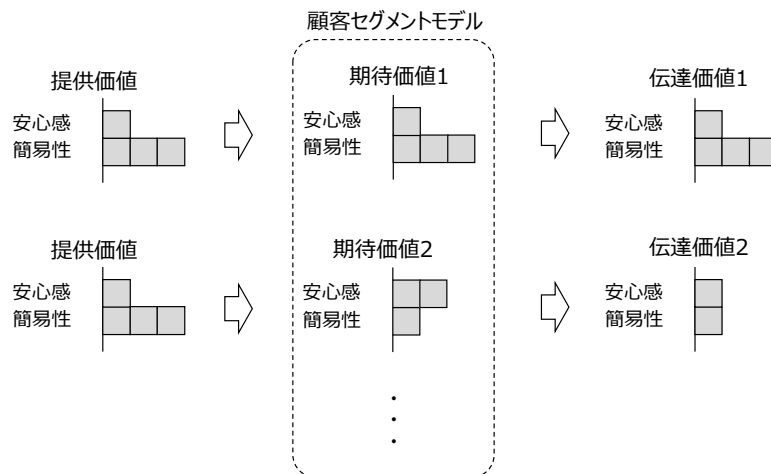 顧客セグメントモデル
提供価値
期待価値1
伝達価値1
安心感
簡易性
安心感
簡易性
安心感
簡易性
提供価値
期待価値2
伝達価値2
安心感
簡易性
安心感
簡易性
安心感
簡易性